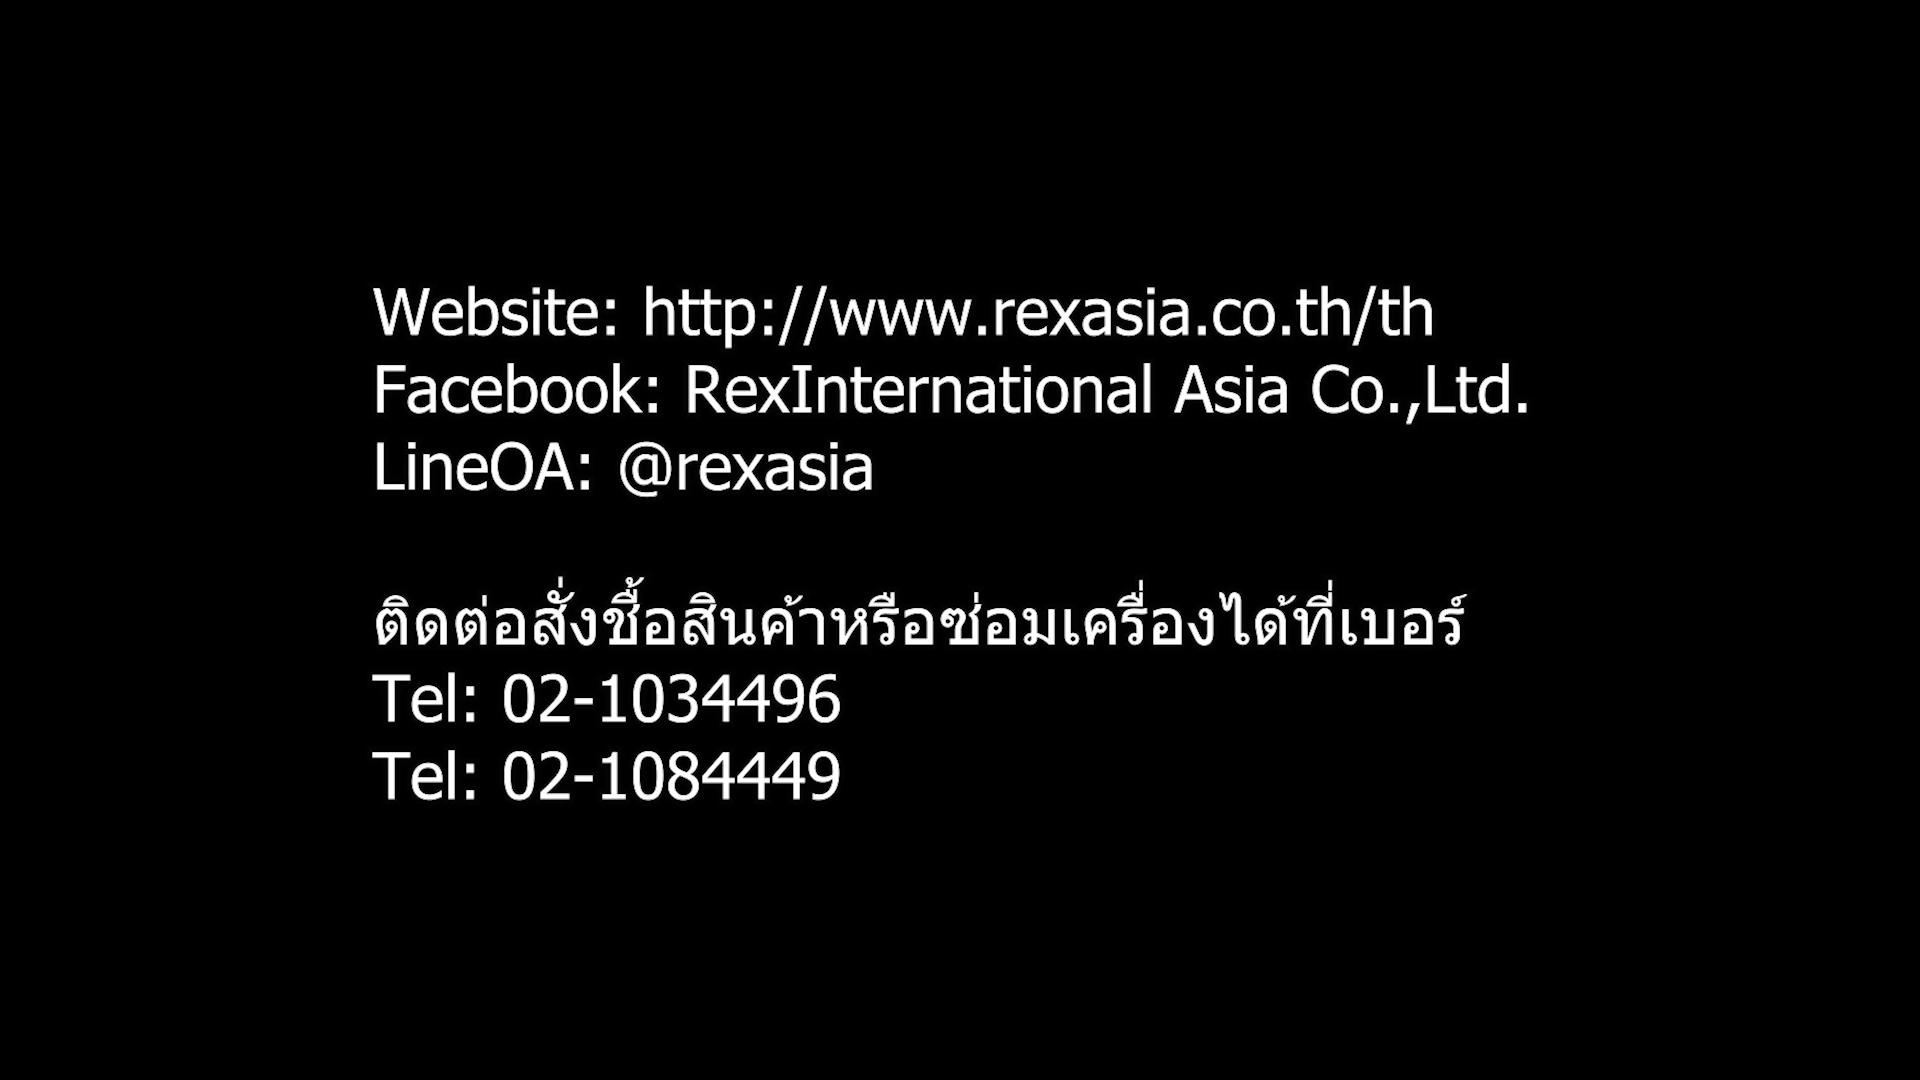 Website: http://www.rexasia.co.th/th
Facebook: RexInternational Asia Co.,Ltd.
LineOA: @rexasia
ติดต่อสั่งซื้อสินค้าหรือซ่อมเครื่องได้ที่เบอร์
Tel: 02-1034496
Tel: 02-1084449